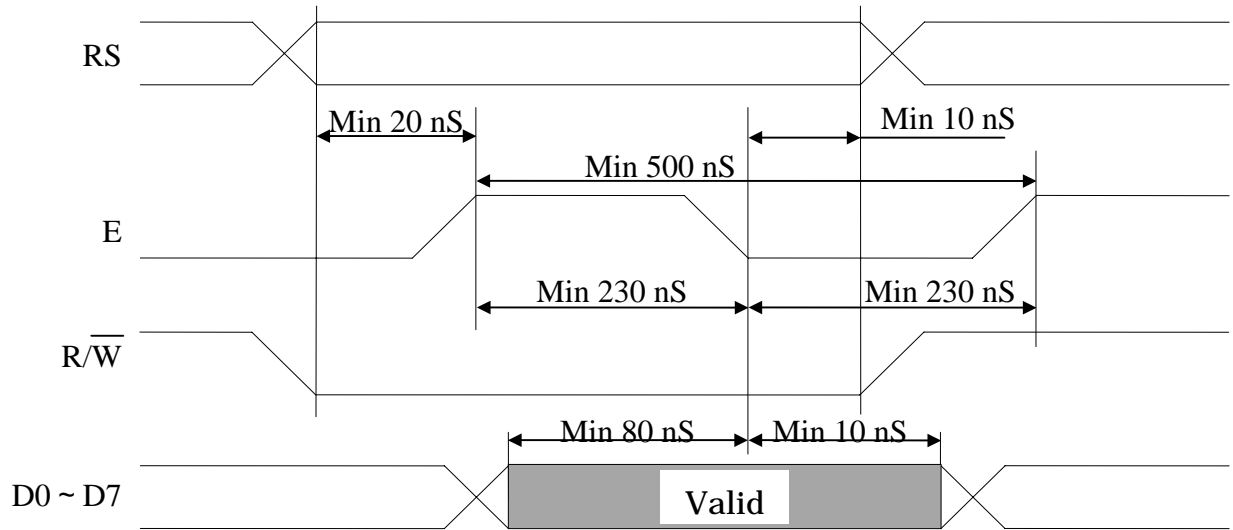 RS
Min 20 nS
Min 10 nS
Min 500 nS
E
Min 230 nS
Min 230 nS
R/W̅
Min 80 nS
Min 10 nS
D0 ~ D7
Valid